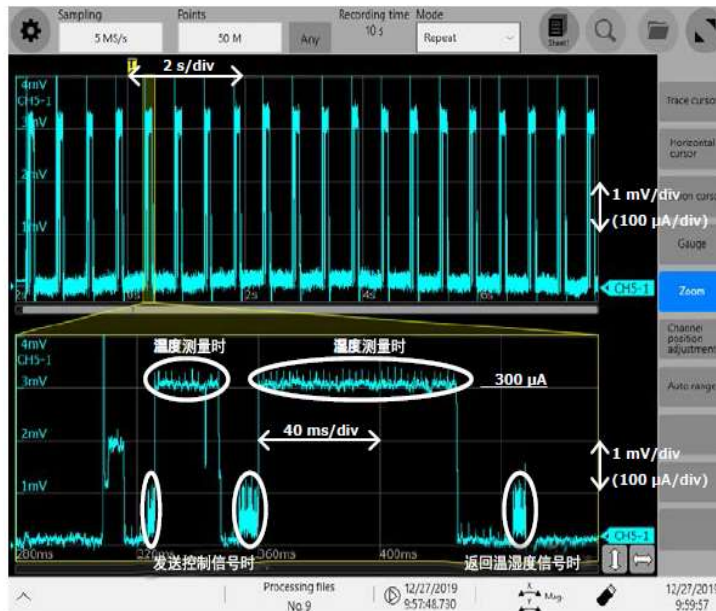 Sampling
5 MS/s
Points
50 M
Any
Recording time
10 s
Mode
Repeat
Sheet1
2 s/div
4mV
CH5-1
3mV
2mV
1mV
0s
2s
4s
6s
1 mV/div
(100 μA/div)
CH5-1
Trace cursor
Horizontal
cursor
Gauge
Zoom
Channel
position
adjustment
Auto range
4mV
CH5-1
3mV
2mV
1mV
温度测量时
湿度测量时
300 μA
40 ms/div
1 mV/div
(100 μA/div)
CH5-1
280ms
320ms
360ms
400ms
发送控制信号时
返回温湿度信号时
Processing files
No.9
12/27/2019
9:57:48.730
X
Y
Mag.
12/27/2019
9:59:57